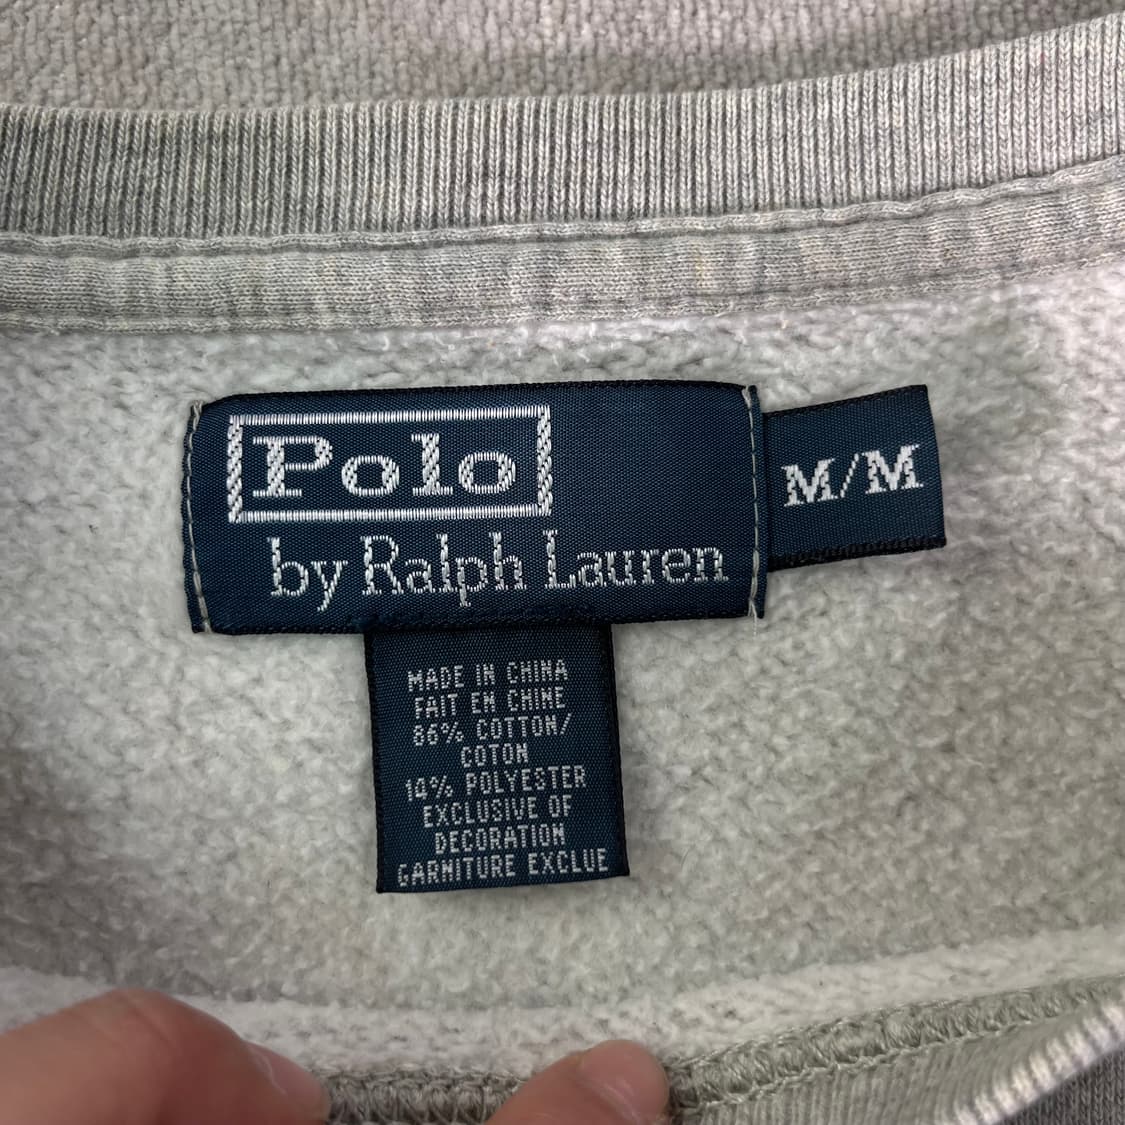 Polo
by Ralph Lauren
M/M
MADE IN CHINA
FAIT EN CHINE
86% COTTON/
COTON
14% POLYESTER
EXCLUSIVE OF
DECORATION
GARNITURE EXCLUE